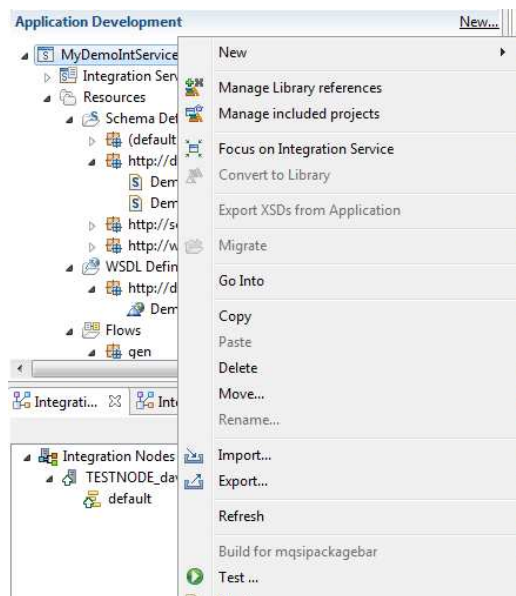 Application Development
New...
MyDemoIntService
Integration Serv
Resources
Schema Def
(default
http://d
Dem
Dem
http://s
http://w
WSDL Defin
http://d
Dem
Flows
gen
Integrati...
Int
Integration Nodes
TESTNODE_da
default
New
Manage Library references
Manage included projects
Focus on Integration Service
Convert to Library
Export XSDs from Application
Migrate
Go Into
Copy
Paste
Delete
Move...
Rename...
Import...
Export...
Refresh
Build for mqsipackagebar
Test ...